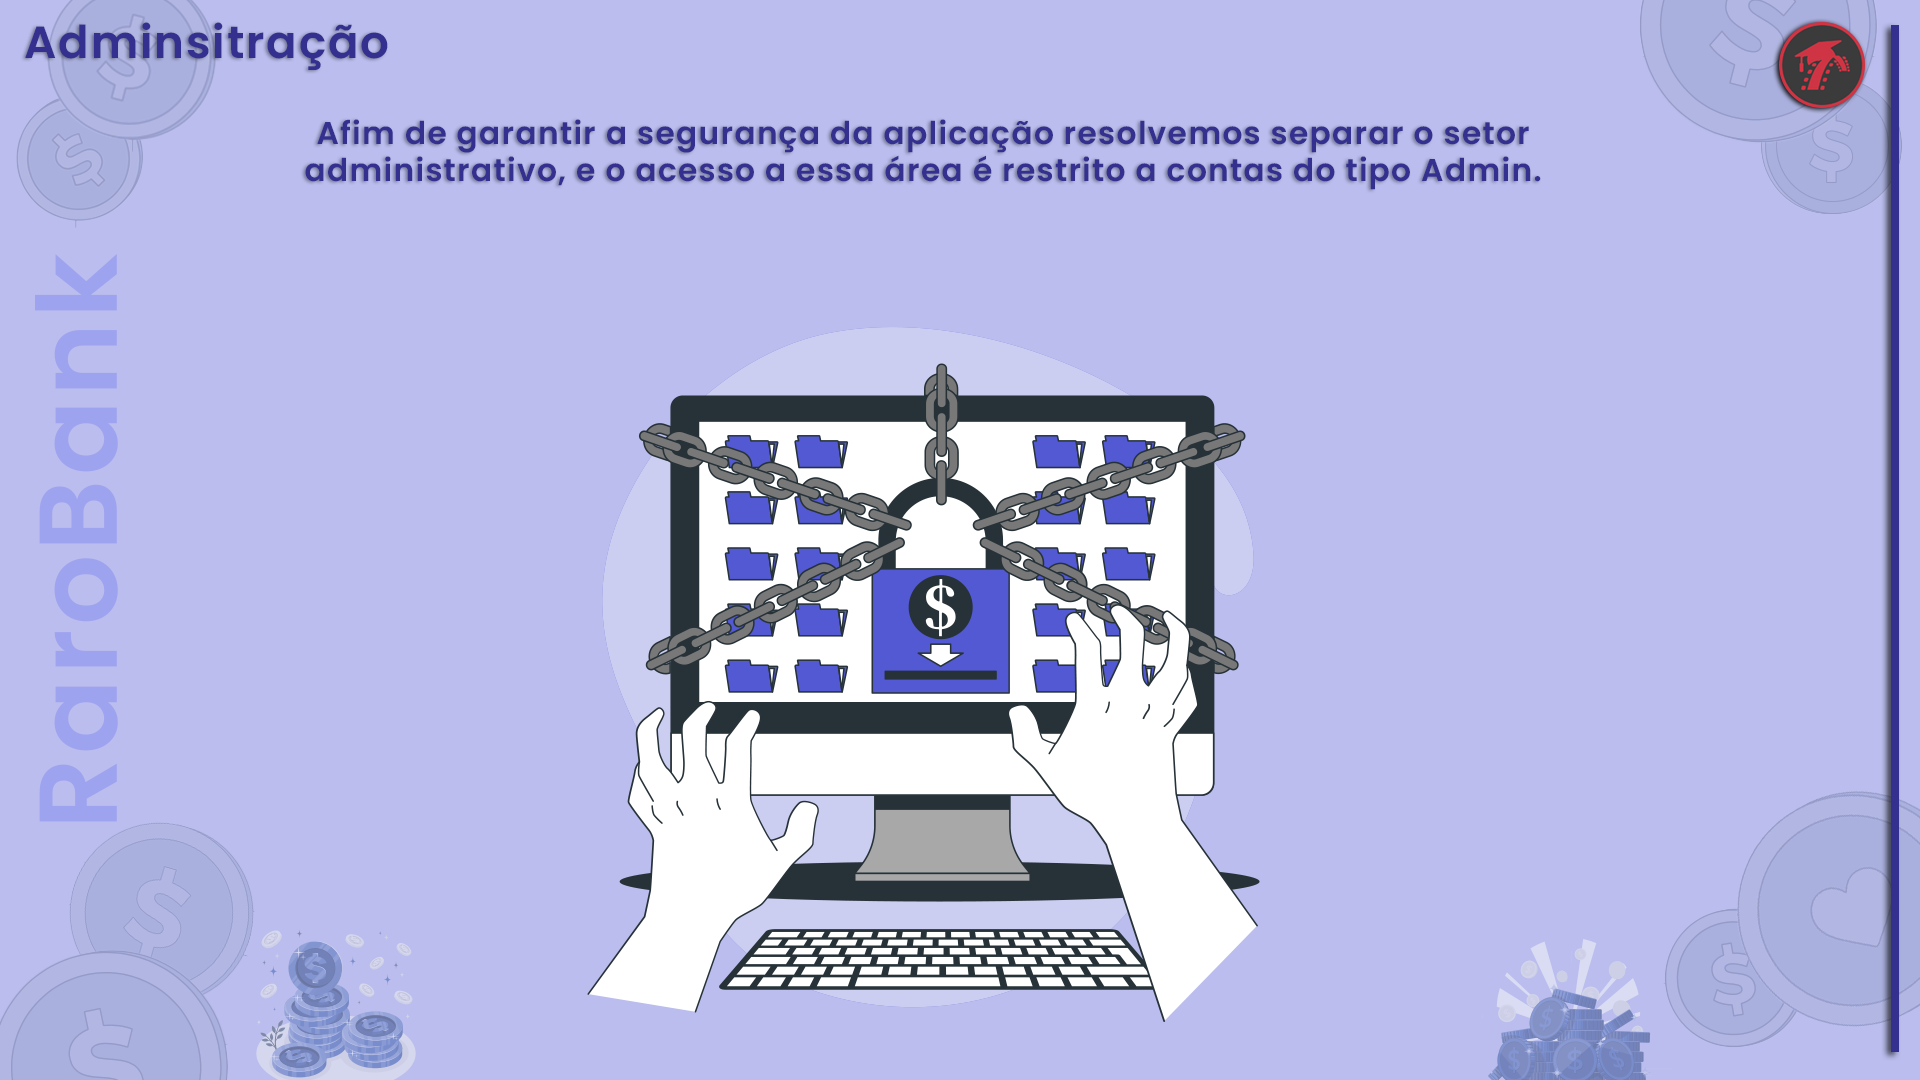 Adminsitração
Afim de garantir a segurança da aplicação resolvemos separar o setor
administrativo, e o acesso a essa área é restrito a contas do tipo Admin.
RaroBank
$